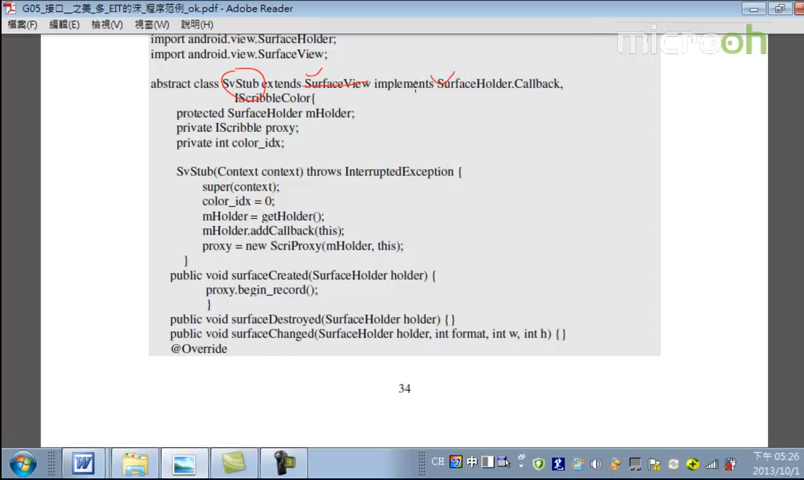 G05_接口__之美_多_EIT的床_程序范例_ok.pdf - Adobe Reader
檔案(F) 編輯(E) 檢視(V) 視窗(W) 說明(H)
microoh
import android.view.SurfaceHolder;
import android.view.SurfaceView;
abstract class SvStub extends SurfaceView implements SurfaceHolder.Callback,
IScribbleColor{
protected SurfaceHolder mHolder;
private IScribble proxy;
private int color_idx;
SvStub(Context context) throws InterruptedException {
super(context);
color_idx = 0;
mHolder = getHolder();
mHolder.addCallback(this);
proxy = new ScriProxy(mHolder, this);
}
public void surfaceCreated(SurfaceHolder holder) {
proxy.begin_record();
}
public void surfaceDestroyed(SurfaceHolder holder) {}
public void surfaceChanged(SurfaceHolder holder, int format, int w, int h) {}
@Override
34
CH 中
下午 05:26
2013/10/1